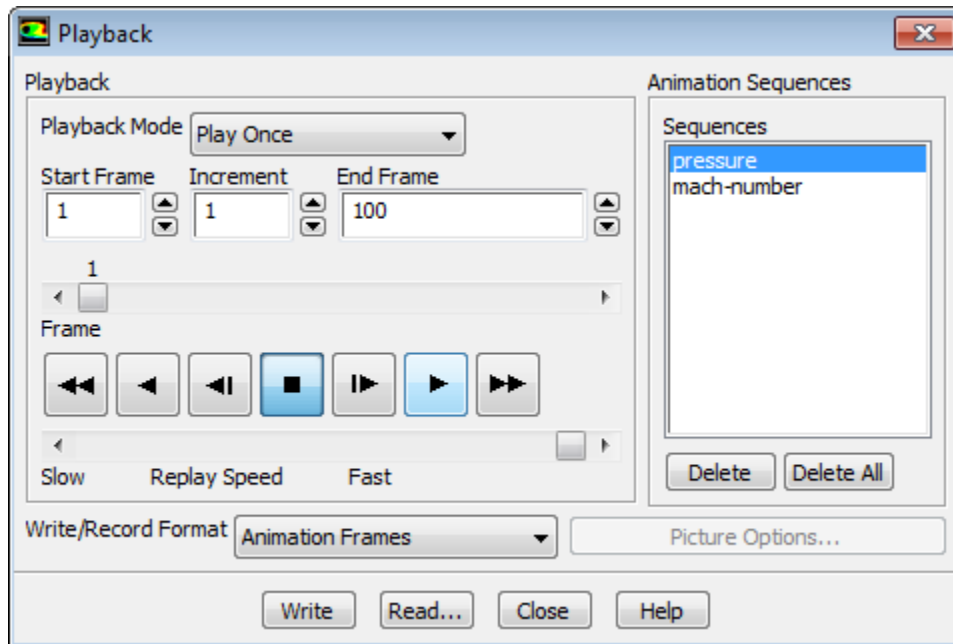 Playback
Playback
Animation Sequences
Playback Mode Play Once
Sequences
pressure
mach-number
Start Frame Increment End Frame
1 1 100
1
Frame
Slow Replay Speed Fast
Delete Delete All
Write/Record Format Animation Frames Picture Options...
Write Read... Close Help